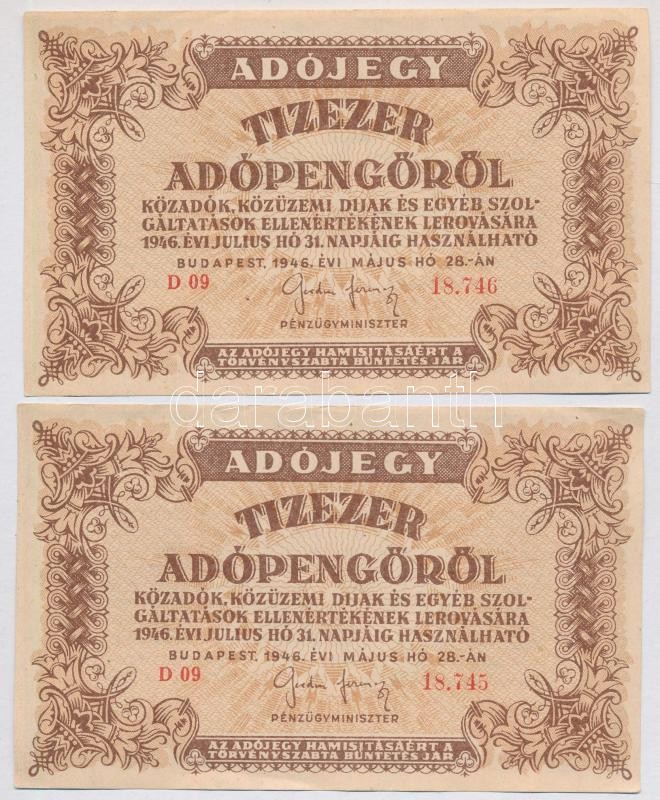 ADÓJEGY
TIZEZER
ADÓPENGŐRŐL
KÖZADÓK, KÖZÜZEMI DIJAK ÉS EGYÉB SZOL-
GÁLTATÁSOK ELLENÉRTÉKÉNEK LEROVÁSÁRA
1946. ÉVI JULIUS HÓ 31. NAPJÁIG HASZNÁLHATÓ
BUDAPEST, 1946. ÉVI MÁJUS HÓ 28.-ÁN
D 09 18.746
PÉNZÜGYMINISZTER
AZ ADÓJEGY HAMISITÁSÁÉRT A
TÖRVÉNYSZABTA BÜNTETÉS JÁR
darabanth
ADÓJEGY
TIZEZER
ADÓPENGŐRŐL
KÖZADÓK, KÖZÜZEMI DIJAK ÉS EGYÉB SZOL-
GÁLTATÁSOK ELLENÉRTÉKÉNEK LEROVÁSÁRA
1946. ÉVI JULIUS HÓ 31. NAPJÁIG HASZNÁLHATÓ
BUDAPEST, 1946. ÉVI MÁJUS HÓ 28.-ÁN
D 09 18.745
PÉNZÜGYMINISZTER
AZ ADÓJEGY HAMISITÁSÁÉRT A
TÖRVÉNYSZABTA BÜNTETÉS JÁR